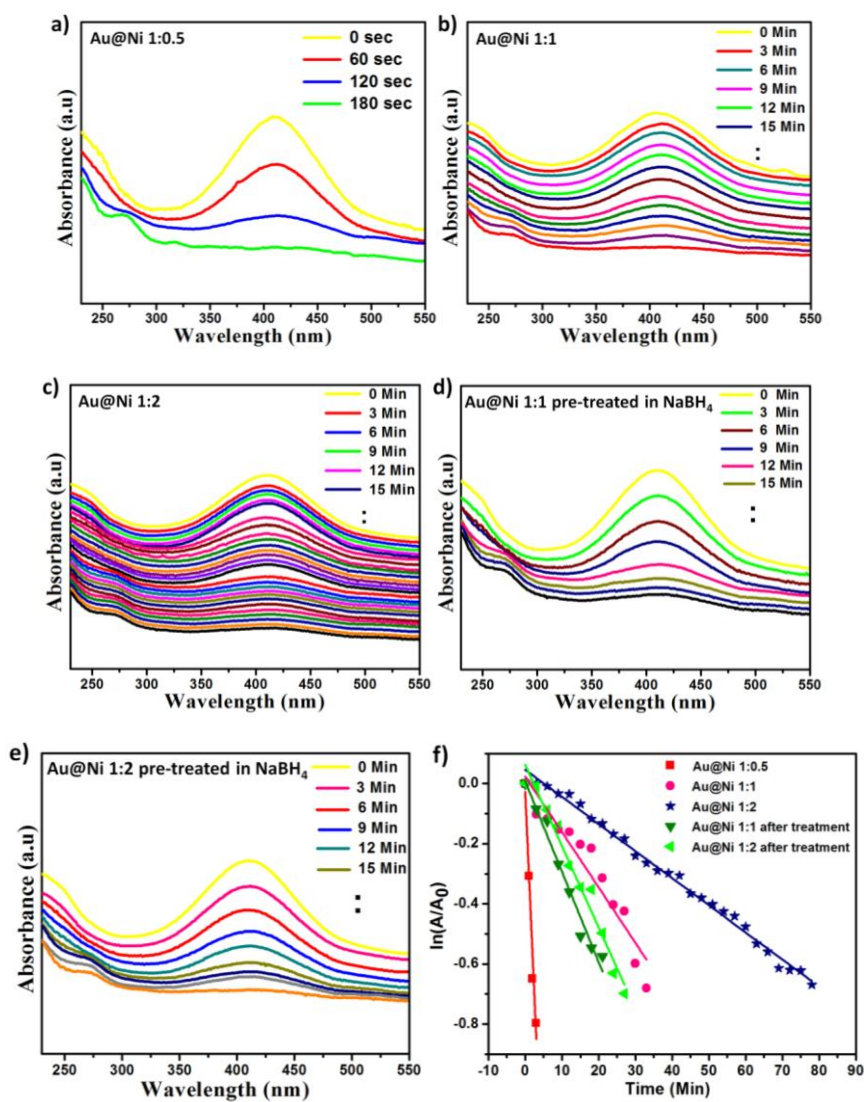 a)
Au@Ni 1:0.5
0 sec
60 sec
120 sec
180 sec
Absorbance (a.u)
250 300 350 400 450 500 550
Wavelength (nm)
b)
Au@Ni 1:1
0 Min
3 Min
6 Min
9 Min
12 Min
15 Min
:
Absorbance (a.u)
250 300 350 400 450 500 550
Wavelength (nm)
c)
Au@Ni 1:2
0 Min
3 Min
6 Min
9 Min
12 Min
15 Min
:
Absorbance (a.u)
250 300 350 400 450 500 550
Wavelength (nm)
d)
Au@Ni 1:1 pre-treated in NaBH4
0 Min
3 Min
6 Min
9 Min
12 Min
15 Min
:
Absorbance (a.u)
250 300 350 400 450 500 550
Wavelength (nm)
e)
Au@Ni 1:2 pre-treated in NaBH4
0 Min
3 Min
6 Min
9 Min
12 Min
15 Min
:
Absorbance (a.u)
250 300 350 400 450 500 550
Wavelength (nm)
f)
Au@Ni 1:0.5
Au@Ni 1:1
Au@Ni 1:2
Au@Ni 1:1 after treatment
Au@Ni 1:2 after treatment
ln(A/A0)
0.0
-0.2
-0.4
-0.6
-0.8
-10 0 10 20 30 40 50 60 70 80 90
Time (Min)